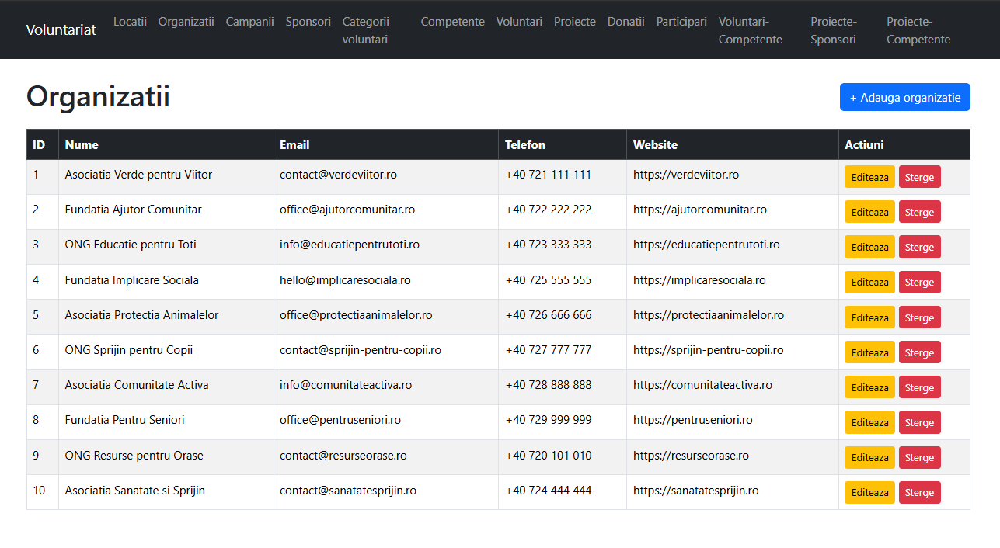 Voluntariat Locatii Organizatii Campanii Sponsori Categorii voluntari Competente Voluntari Proiecte Donatii Participari Voluntari-Competente Proiecte-Sponsori Proiecte-Competente
Organizatii + Adauga organizatie
ID Nume Email Telefon Website Actiuni
1 Asociatia Verde pentru Viitor contact@verdeviitor.ro +40 721 111 111 https://verdeviitor.ro Editeaza Sterge
2 Fundatia Ajutor Comunitar office@ajutorcomunitar.ro +40 722 222 222 https://ajutorcomunitar.ro Editeaza Sterge
3 ONG Educatie pentru Toti info@educatiepentrutoti.ro +40 723 333 333 https://educatiepentrutoti.ro Editeaza Sterge
4 Fundatia Implicare Sociala hello@implicaresociala.ro +40 725 555 555 https://implicaresociala.ro Editeaza Sterge
5 Asociatia Protectia Animalelor office@protectiaanimalelor.ro +40 726 666 666 https://protectiaanimalelor.ro Editeaza Sterge
6 ONG Sprijin pentru Copii contact@sprijin-pentru-copii.ro +40 727 777 777 https://sprijin-pentru-copii.ro Editeaza Sterge
7 Asociatia Comunitate Activa info@comunitateactiva.ro +40 728 888 888 https://comunitateactiva.ro Editeaza Sterge
8 Fundatia Pentru Seniori office@pentruseniori.ro +40 729 999 999 https://pentruseniori.ro Editeaza Sterge
9 ONG Resurse pentru Orase contact@resurseorase.ro +40 720 101 010 https://resurseorase.ro Editeaza Sterge
10 Asociatia Sanatate si Sprijin contact@sanatatesprijin.ro +40 724 444 444 https://sanatatesprijin.ro Editeaza Sterge